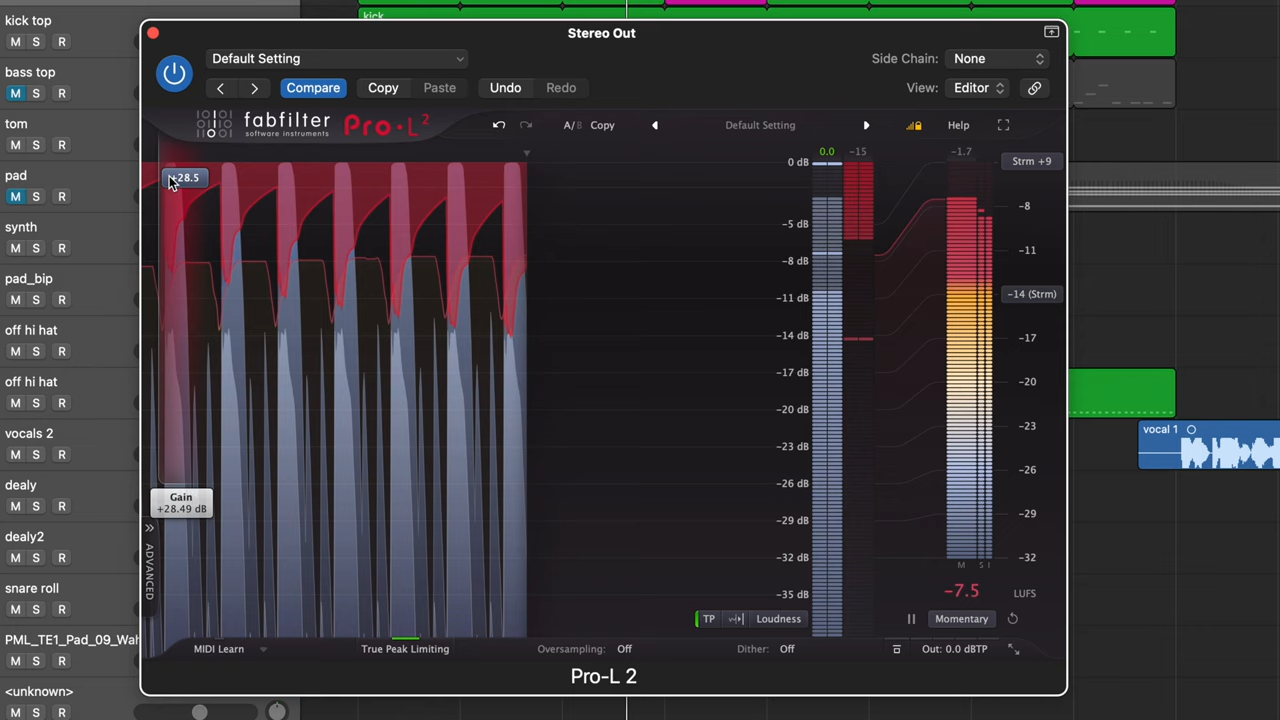 kick top
M S R
bass top
M S R
tom
M S R
pad
M S R
synth
M S R
pad_bip
M S R
off hi hat
M S R
off hi hat
M S R
vocals 2
M S R
dealy
M S R
dealy2
M S R
snare roll
M S R
PML_TE1_Pad_09_Wah
M S R
<unknown>
M S R
kick
vocal 1
Stereo Out
Default Setting
Side Chain: None
Compare
Copy
Paste
Undo
Redo
View: Editor
fabfilter
software instruments
Pro·L 2
A/B Copy
Default Setting
Help
+28.5
Gain
+28.49 dB
ADVANCED
0 dB
-5 dB
-8 dB
-11 dB
-14 dB
-17 dB
-20 dB
-23 dB
-26 dB
-29 dB
-32 dB
-35 dB
0.0
-15
-1.7
Strm +9
-8
-11
-14 (Strm)
-17
-20
-23
-26
-29
-32
M S I
-7.5 LUFS
TP
Loudness
Momentary
MIDI Learn
True Peak Limiting
Oversampling: Off
Dither: Off
Out: 0.0 dBTP
Pro-L 2